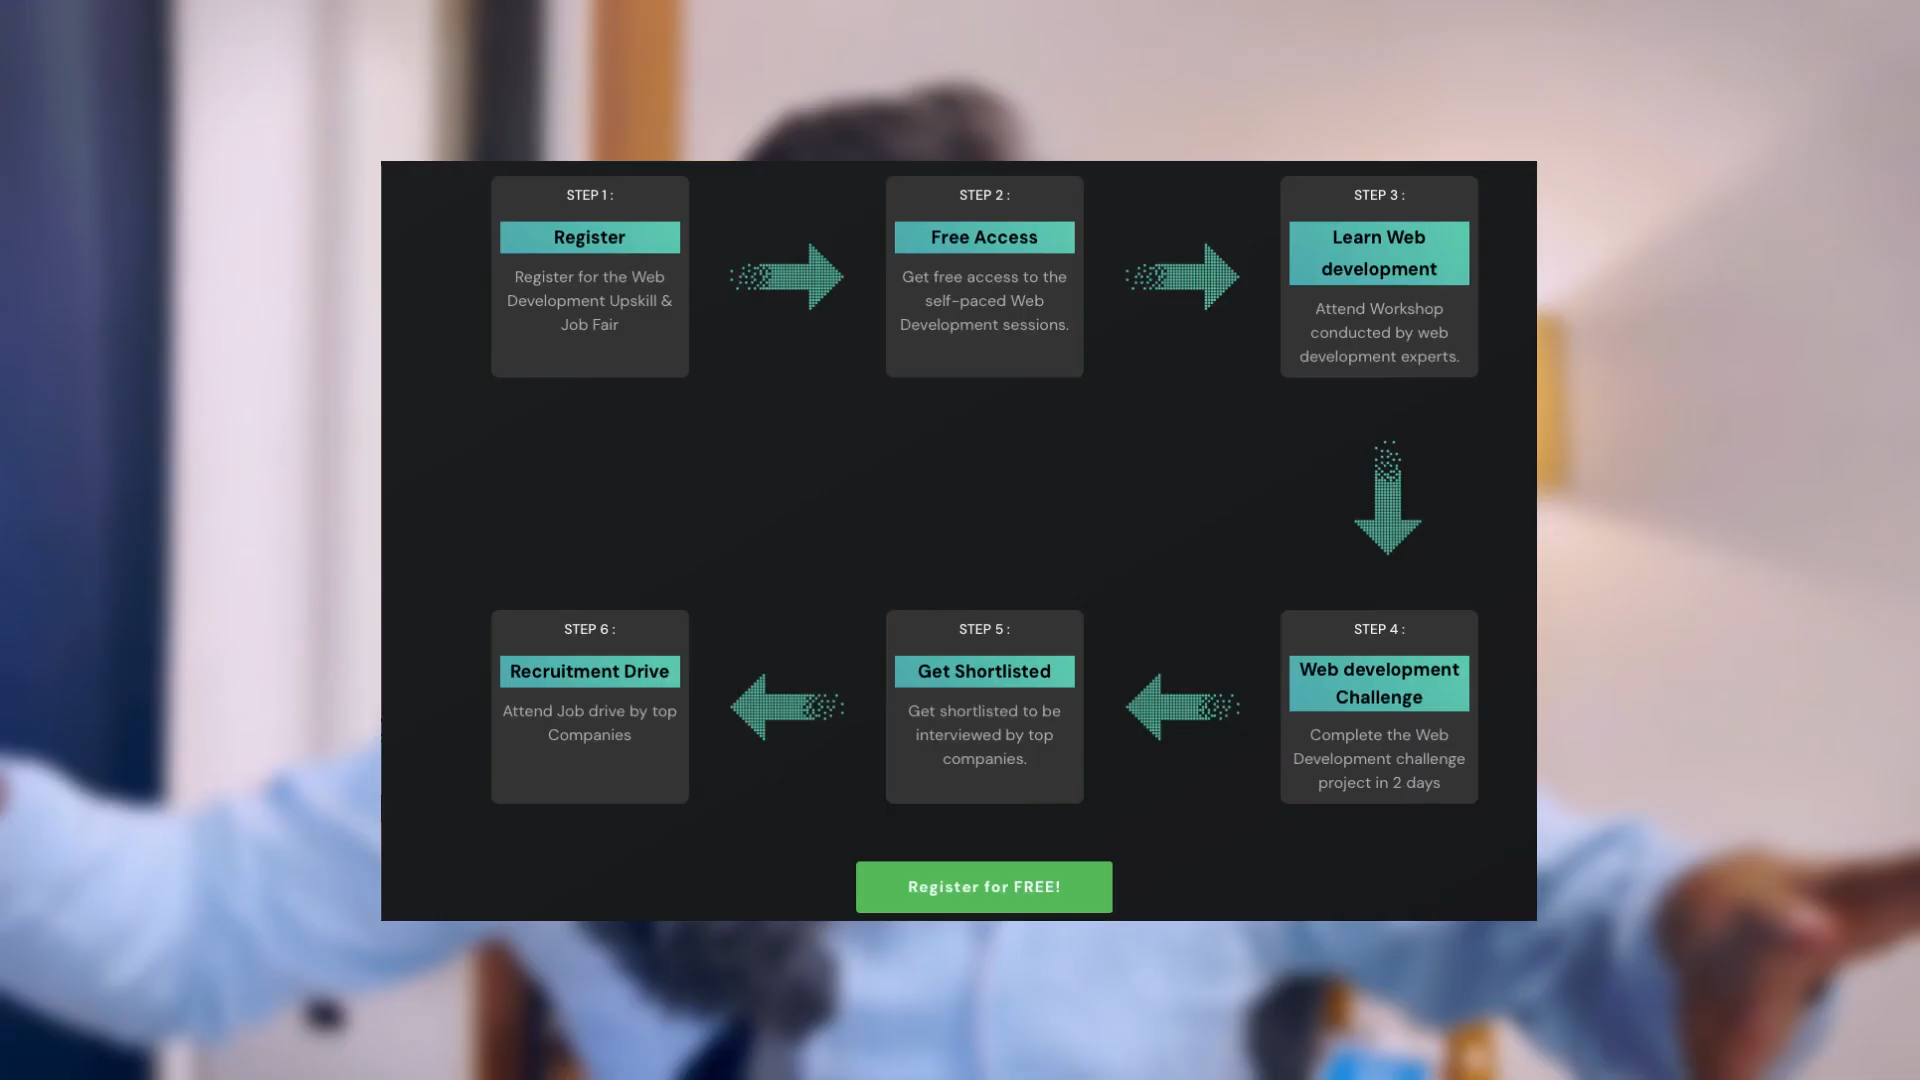 STEP 1 :
Register
Register for the Web
Development Upskill &
Job Fair
STEP 2 :
Free Access
Get free access to the
self-paced Web
Development sessions.
STEP 3 :
Learn Web
development
Attend Workshop
conducted by web
development experts.
STEP 4 :
Web development
Challenge
Complete the Web
Development challenge
project in 2 days
STEP 5 :
Get Shortlisted
Get shortlisted to be
interviewed by top
companies.
STEP 6 :
Recruitment Drive
Attend Job drive by top
Companies
Register for FREE!